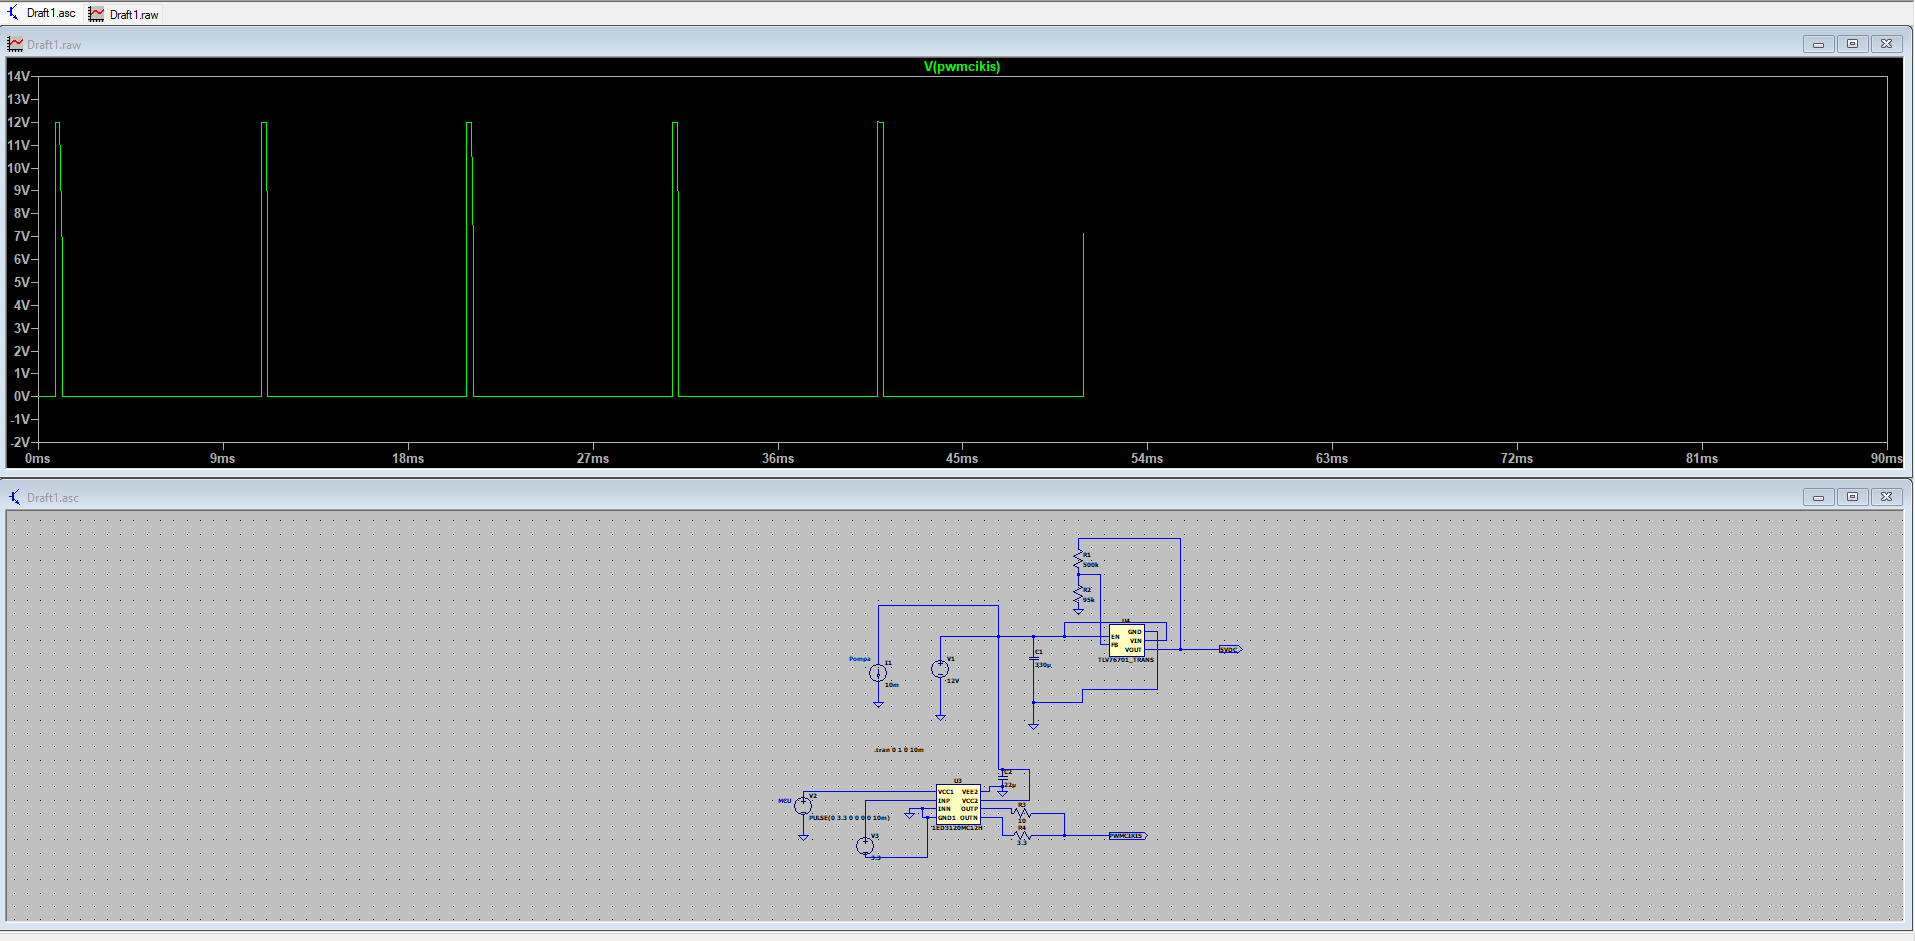 Draft1.asc Draft1.raw
Draft1.raw
V(pwmcikis)
14V
13V
12V
11V
10V
9V
8V
7V
6V
5V
4V
3V
2V
1V
0V
-1V
-2V
0ms 9ms 18ms 27ms 36ms 45ms 54ms 63ms 72ms 81ms 90ms
Draft1.asc
R1
500k
R2
95k
U4
EN GND
FB VIN
VOUT
TLV76701_TRANS
5VDC
Pompa
I1
10m
V1
12V
C1
330µ
.tran 0 1 0 10m
C2
22µ
U3
VCC1 VEE2
INP VCC2
INN OUTP
GND1 OUTN
1ED3120MC12H
MCU
V2
PULSE(0 3.3 0 0 0 0 10m)
V3
3.3
R3
10
R4
3.3
PWMCIKIS